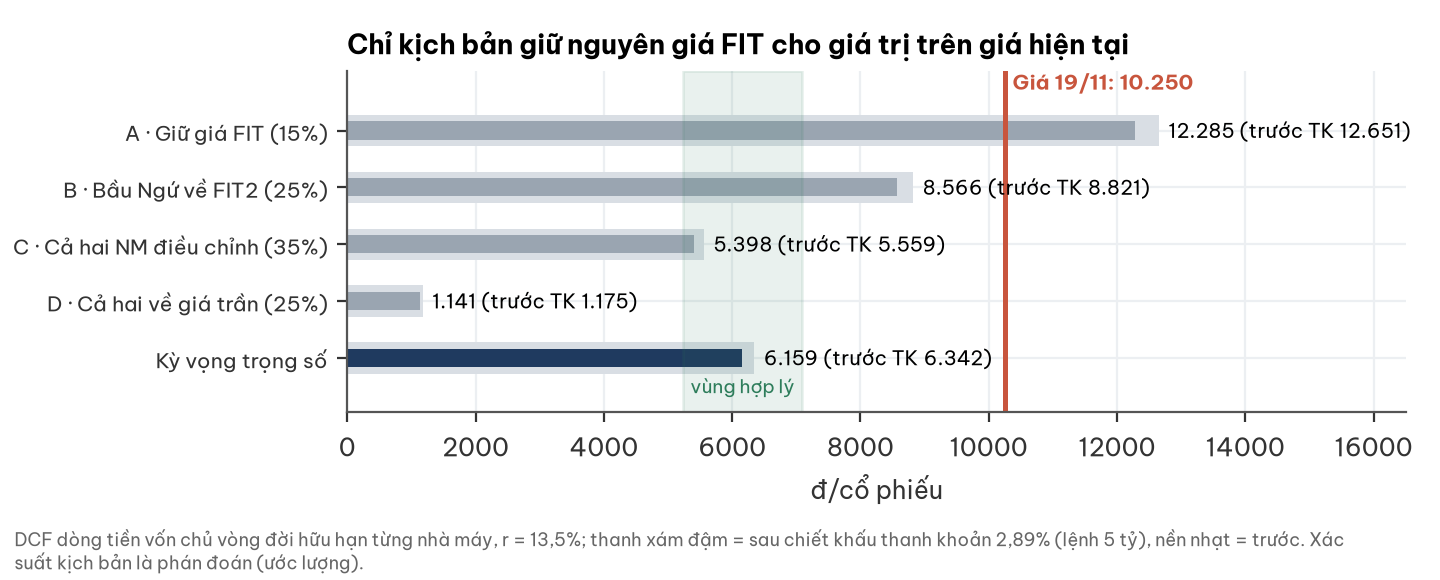 Chỉ kịch bản giữ nguyên giá FIT cho giá trị trên giá hiện tại
Giá 19/11: 10.250
A · Giữ giá FIT (15%)
12.285 (trước TK 12.651)
B · Bầu Ngứ về FIT2 (25%)
8.566 (trước TK 8.821)
C · Cả hai NM điều chỉnh (35%)
5.398 (trước TK 5.559)
D · Cả hai về giá trần (25%)
1.141 (trước TK 1.175)
Kỳ vọng trọng số
6.159 (trước TK 6.342)
vùng hợp lý
0 2000 4000 6000 8000 10000 12000 14000 16000
đ/cổ phiếu
DCF dòng tiền vốn chủ vòng đời hữu hạn từng nhà máy, r = 13,5%; thanh xám đậm = sau chiết khấu thanh khoản 2,89% (lệnh 5 tỷ), nền nhạt = trước. Xác
suất kịch bản là phán đoán (ước lượng).